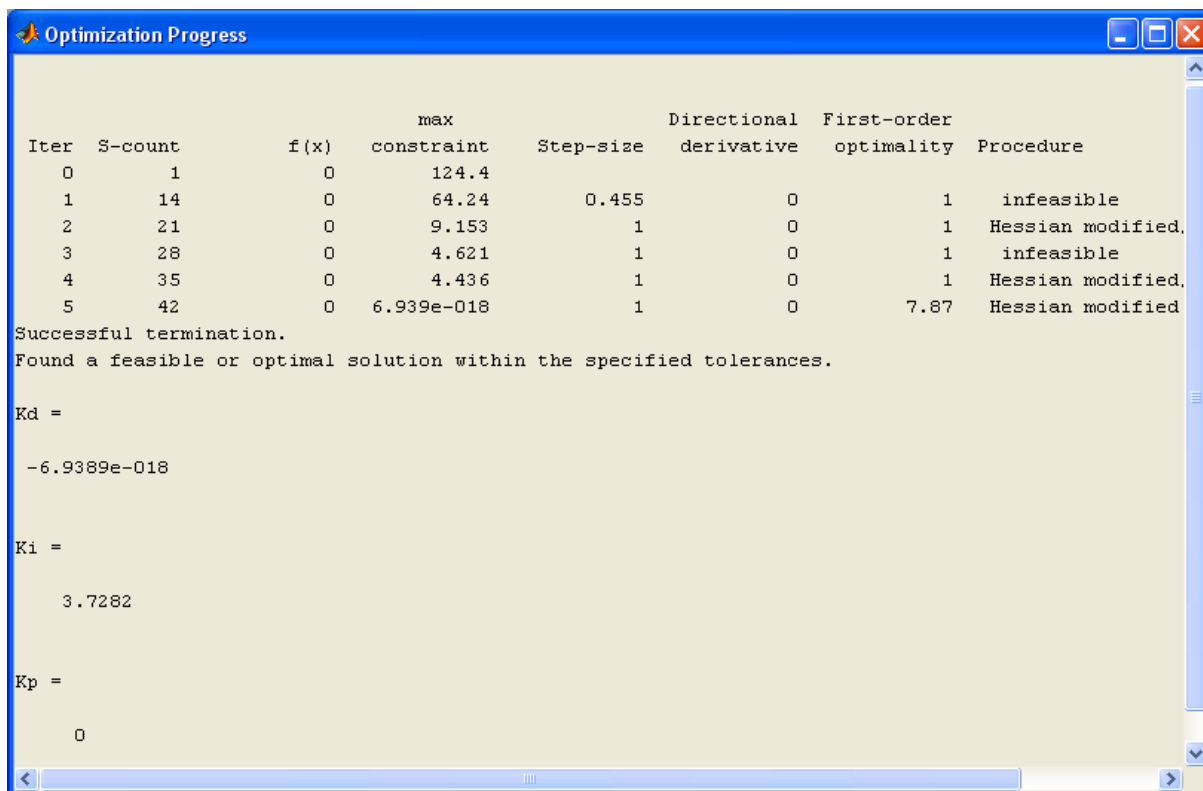 Optimization Progress
max Directional First-order
Iter S-count f(x) constraint Step-size derivative optimality Procedure
0 1 0 124.4
1 14 0 64.24 0.455 0 1 infeasible
2 21 0 9.153 1 0 1 Hessian modified,
3 28 0 4.621 1 0 1 infeasible
4 35 0 4.436 1 0 1 Hessian modified,
5 42 0 6.939e-018 1 0 7.87 Hessian modified
Successful termination.
Found a feasible or optimal solution within the specified tolerances.
Kd =
-6.9389e-018
Ki =
3.7282
Kp =
0